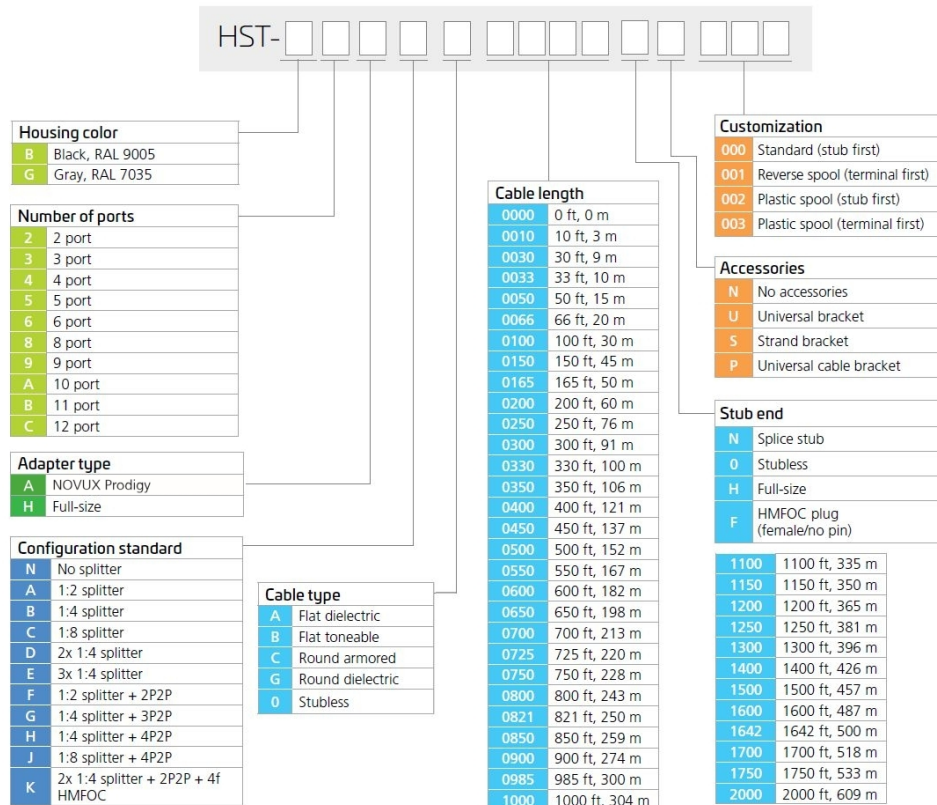 HST-
Housing color
B Black, RAL 9005
G Gray, RAL 7035
Number of ports
2 2 port
3 3 port
4 4 port
5 5 port
6 6 port
8 8 port
9 9 port
A 10 port
B 11 port
C 12 port
Adapter type
A NOVUX Prodigy
H Full-size
Configuration standard
N No splitter
A 1:2 splitter
B 1:4 splitter
C 1:8 splitter
D 2x 1:4 splitter
E 3x 1:4 splitter
F 1:2 splitter + 2P2P
G 1:4 splitter + 3P2P
H 1:4 splitter + 4P2P
J 1:8 splitter + 4P2P
K 2x 1:4 splitter + 2P2P + 4f
HMFOC
Cable type
A Flat dielectric
B Flat toneable
C Round armored
G Round dielectric
0 Stubless
Cable length
0000 0 ft, 0 m
0010 10 ft, 3 m
0030 30 ft, 9 m
0033 33 ft, 10 m
0050 50 ft, 15 m
0066 66 ft, 20 m
0100 100 ft, 30 m
0150 150 ft, 45 m
0165 165 ft, 50 m
0200 200 ft, 60 m
0250 250 ft, 76 m
0300 300 ft, 91 m
0330 330 ft, 100 m
0350 350 ft, 106 m
0400 400 ft, 121 m
0450 450 ft, 137 m
0500 500 ft, 152 m
0550 550 ft, 167 m
0600 600 ft, 182 m
0650 650 ft, 198 m
0700 700 ft, 213 m
0725 725 ft, 220 m
0750 750 ft, 228 m
0800 800 ft, 243 m
0821 821 ft, 250 m
0850 850 ft, 259 m
0900 900 ft, 274 m
0985 985 ft, 300 m
1000 1000 ft, 304 m
1100 1100 ft, 335 m
1150 1150 ft, 350 m
1200 1200 ft, 365 m
1250 1250 ft, 381 m
1300 1300 ft, 396 m
1400 1400 ft, 426 m
1500 1500 ft, 457 m
1600 1600 ft, 487 m
1642 1642 ft, 500 m
1700 1700 ft, 518 m
1750 1750 ft, 533 m
2000 2000 ft, 609 m
Stub end
N Splice stub
0 Stubless
H Full-size
F HMFOC plug
(female/no pin)
Accessories
N No accessories
U Universal bracket
S Strand bracket
P Universal cable bracket
Customization
000 Standard (stub first)
001 Reverse spool (terminal first)
002 Plastic spool (stub first)
003 Plastic spool (terminal first)